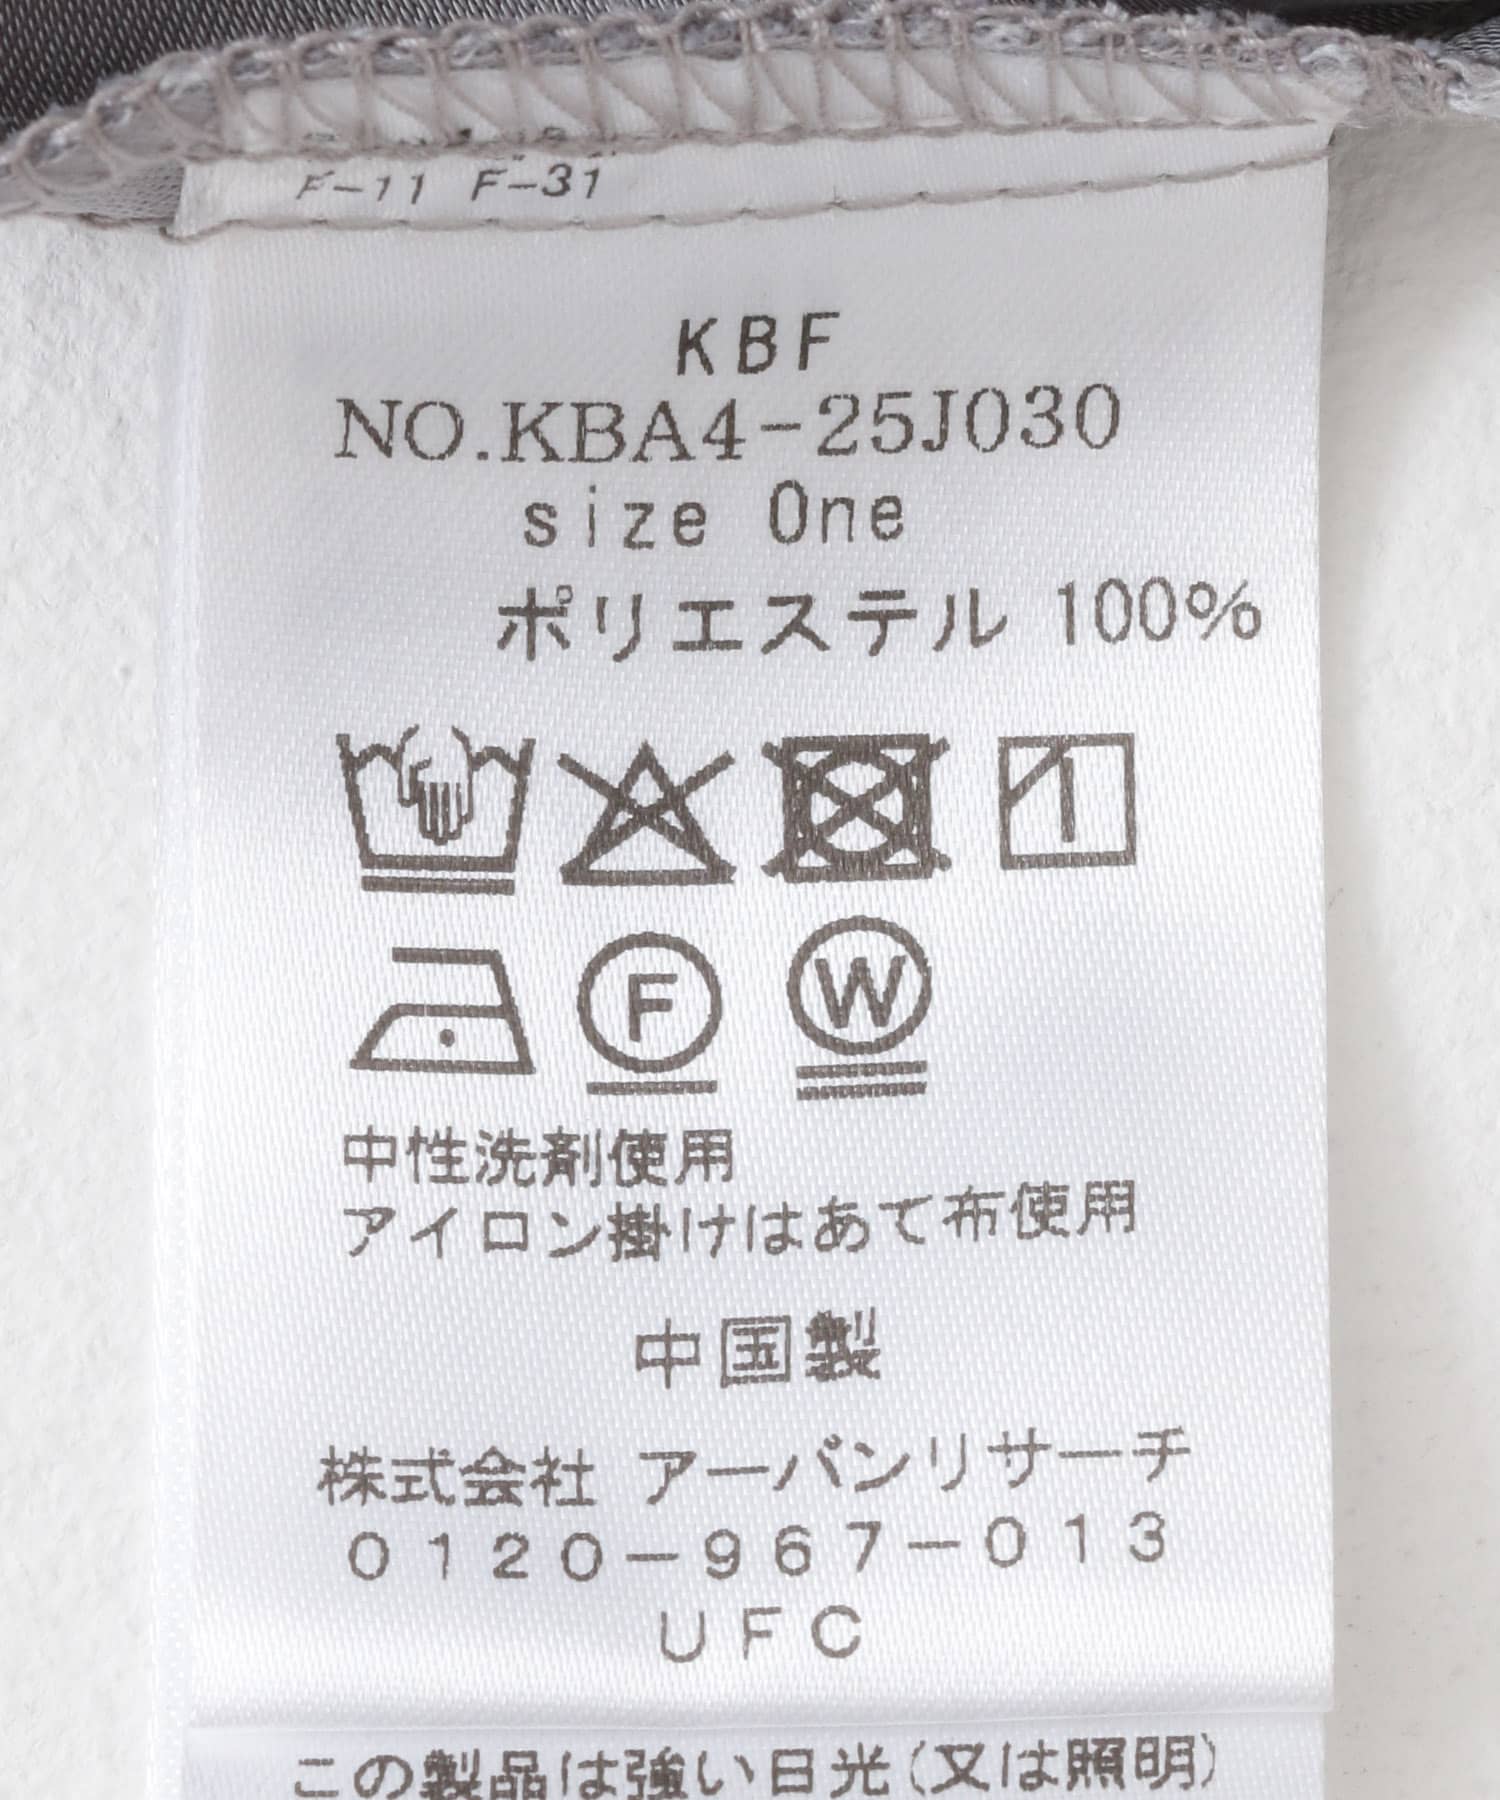 F-11 F-31
KBF
NO.KBA4-25J030
size One
ポリエステル 100%
F W
中性洗剤使用
アイロン掛けはあて布使用
中国製
株式会社 アーバンリサーチ
0120-967-013
UFC
この製品は強い日光(又は照明)